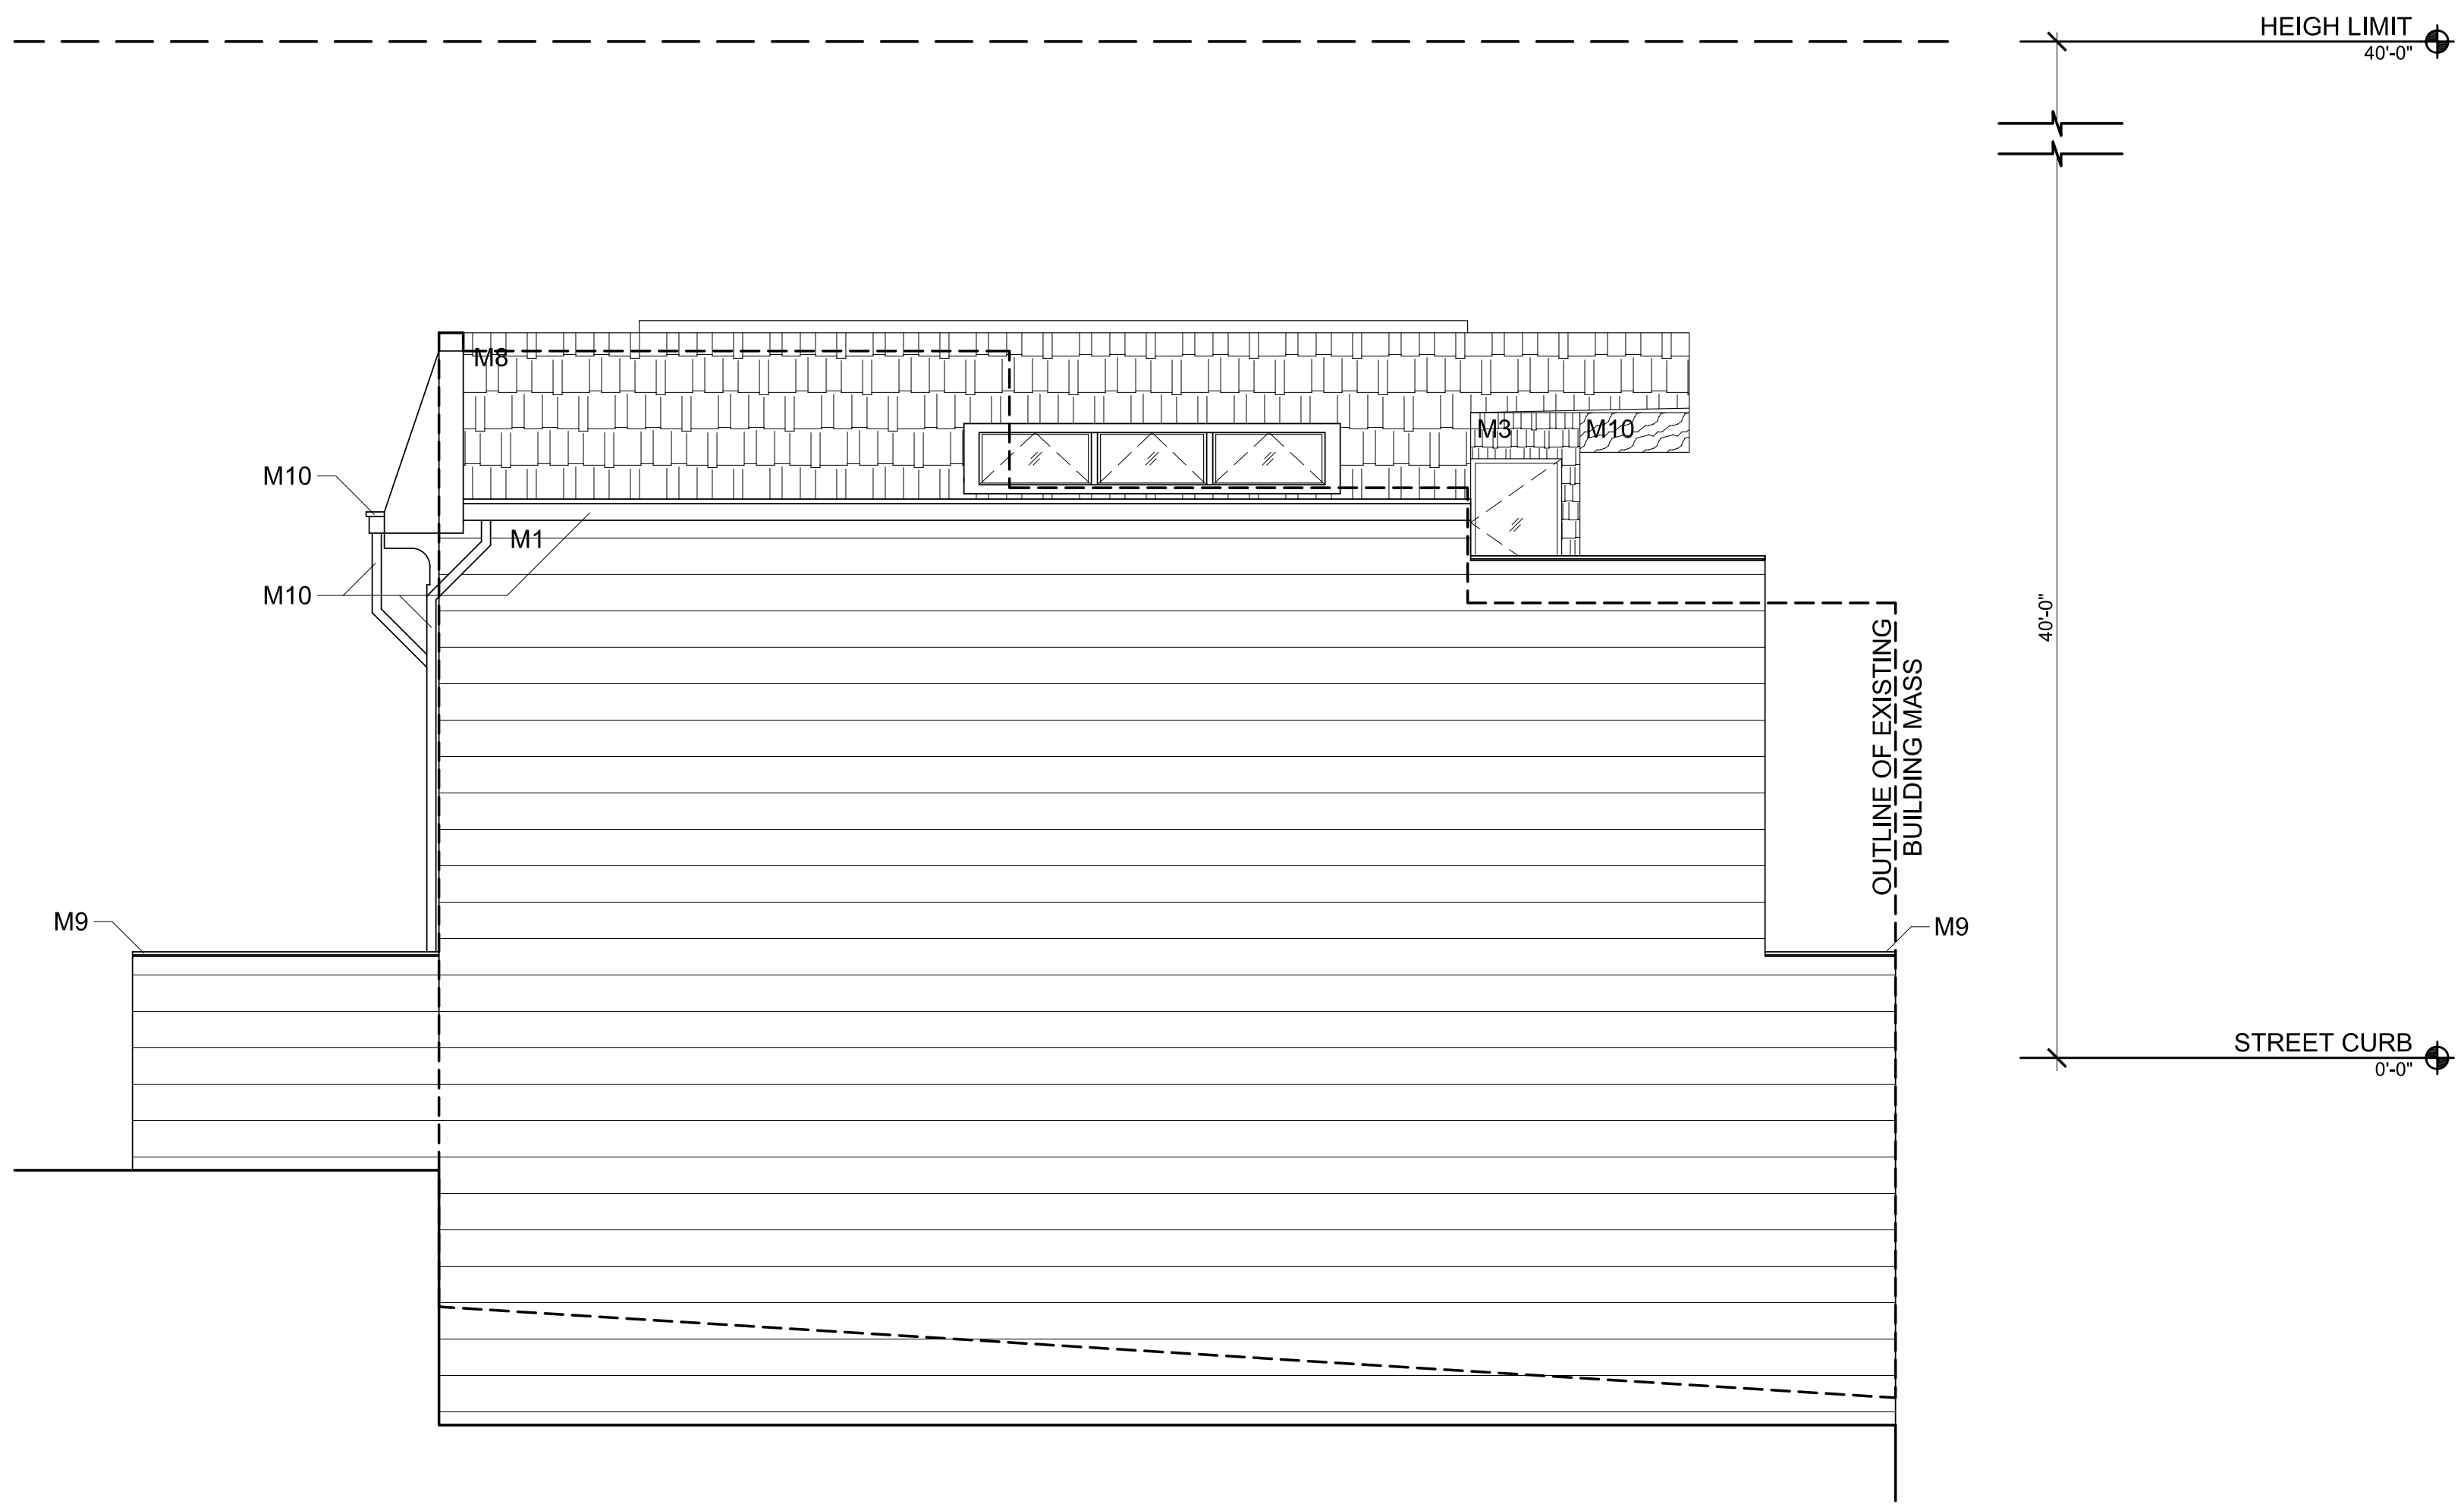 HEIGH LIMIT
40'-0"
M8
M3
M10
M10
M1
M10
40'-0"
OUTLINE OF EXISTING
BUILDING MASS
M9
M9
STREET CURB
0'-0"